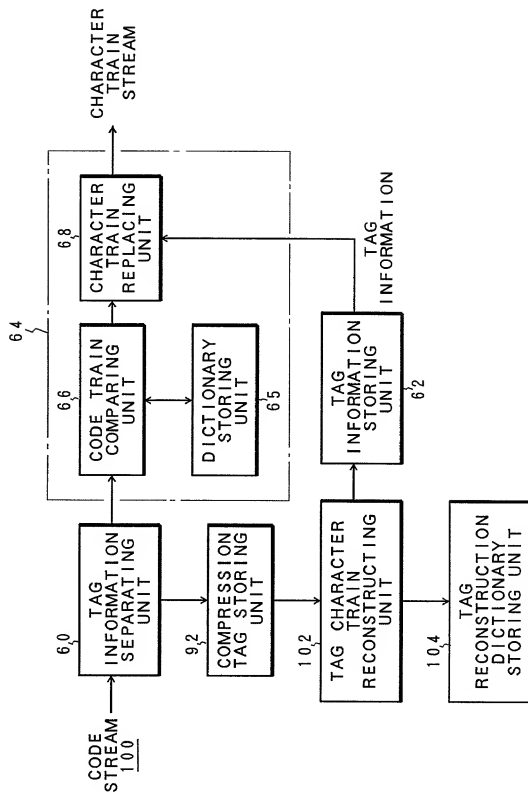 CODE
STREAM
100
60
TAG
INFORMATION
SEPARATING
UNIT
64
66
CODE TRAIN
COMPARING
UNIT
68
CHARACTER
TRAIN
REPLACING
UNIT
CHARACTER
TRAIN
STREAM
DICTIONARY
STORING
UNIT
65
92
COMPRESSION
TAG STORING
UNIT
102
TAG CHARACTER
TRAIN
RECONSTRUCTING
UNIT
TAG
INFORMATION
STORING
UNIT
62
TAG
INFORMATION
104
TAG
RECONSTRUCTION
DICTIONARY
STORING UNIT